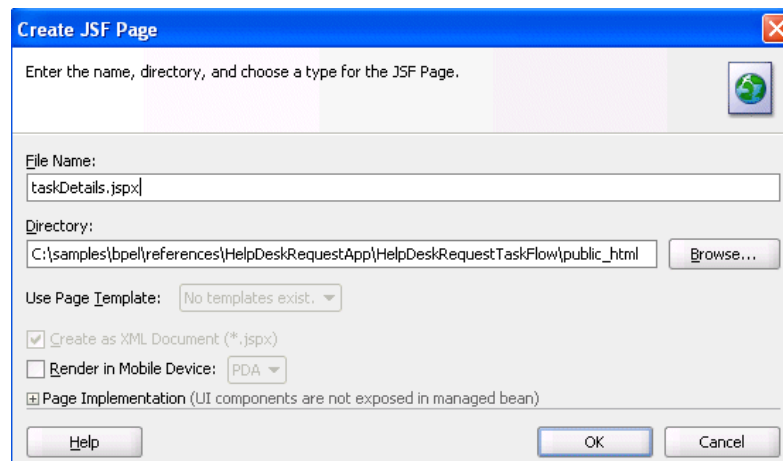 Create JSF Page
Enter the name, directory, and choose a type for the JSF Page.
File Name:
taskDetails.jspx
Directory:
C:\samples\bpel\references\HelpDeskRequestApp\HelpDeskRequestTaskFlow\public_html Browse...
Use Page Template: No templates exist.
Create as XML Document (*.jspx)
Render in Mobile Device: PDA
Page Implementation (UI components are not exposed in managed bean)
Help OK Cancel